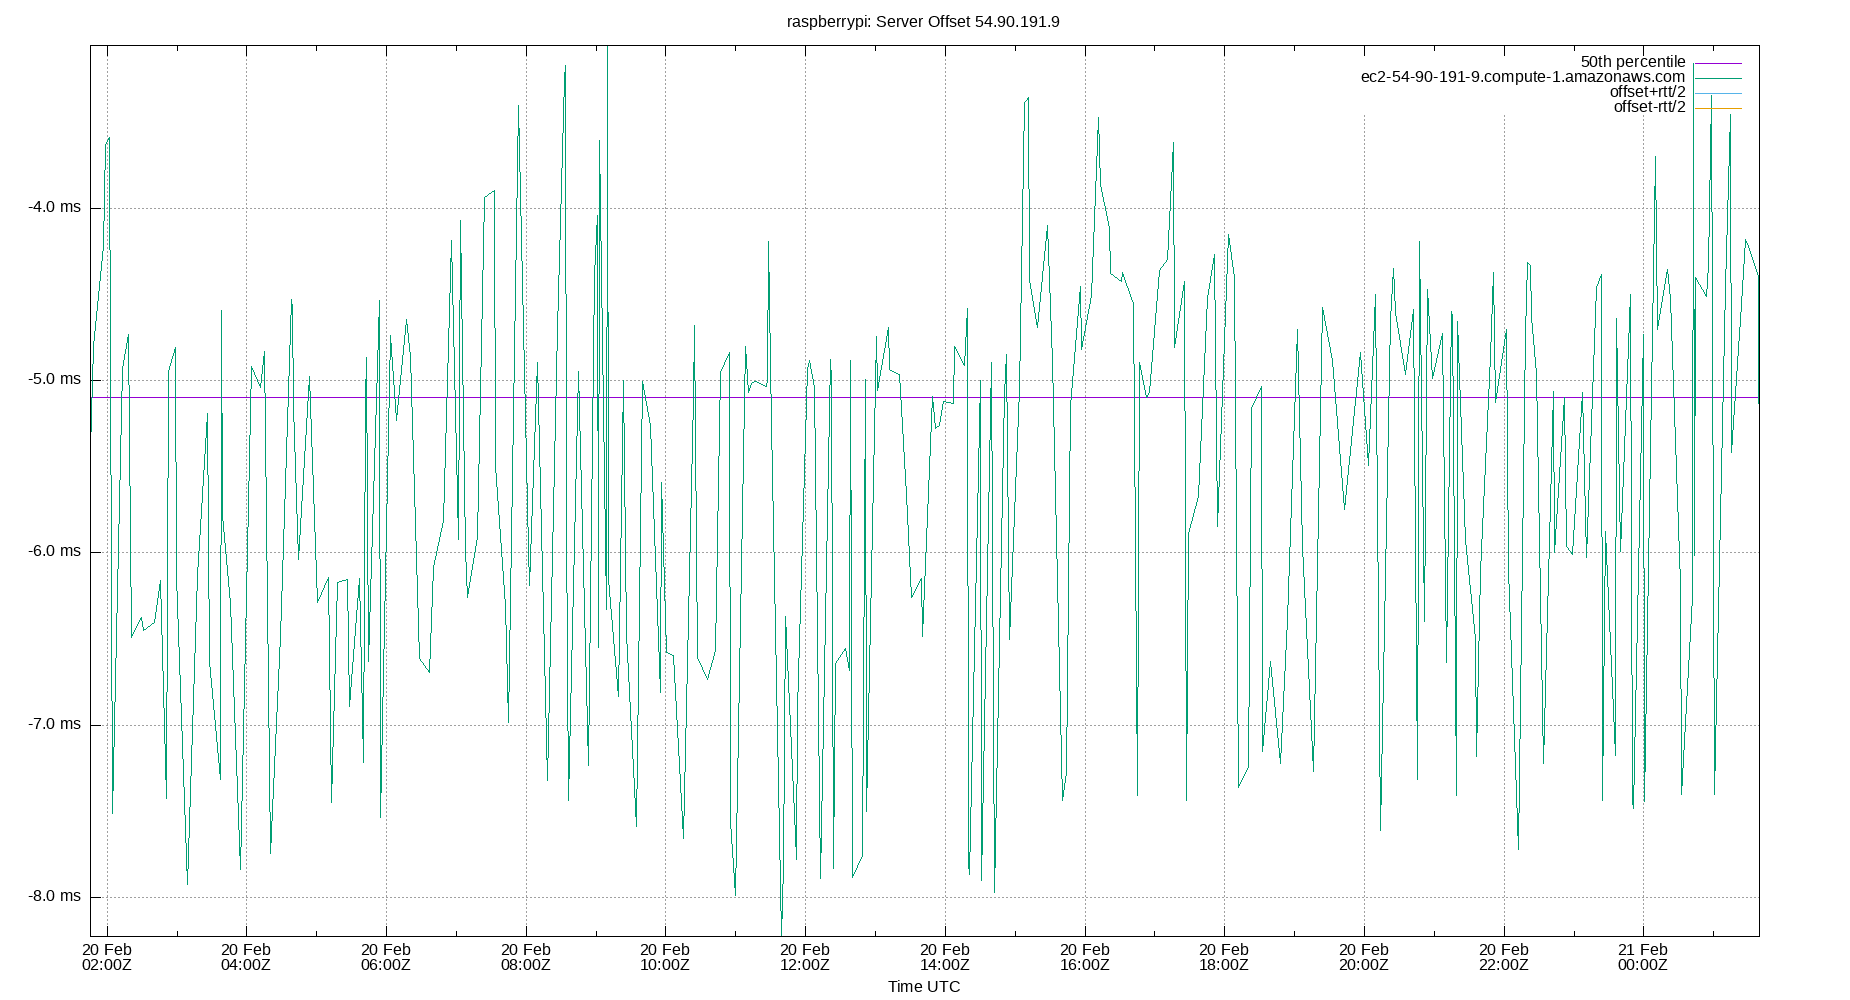 raspberrypi: Server Offset 54.90.191.9
50th percentile
ec2-54-90-191-9.compute-1.amazonaws.com
offset+rtt/2
offset-rtt/2
-4.0 ms
-5.0 ms
-6.0 ms
-7.0 ms
-8.0 ms
20 Feb 20 Feb 20 Feb 20 Feb 20 Feb 20 Feb 20 Feb 20 Feb 20 Feb 20 Feb 20 Feb 21 Feb
02:00Z 04:00Z 06:00Z 08:00Z 10:00Z 12:00Z 14:00Z 16:00Z 18:00Z 20:00Z 22:00Z 00:00Z
Time UTC